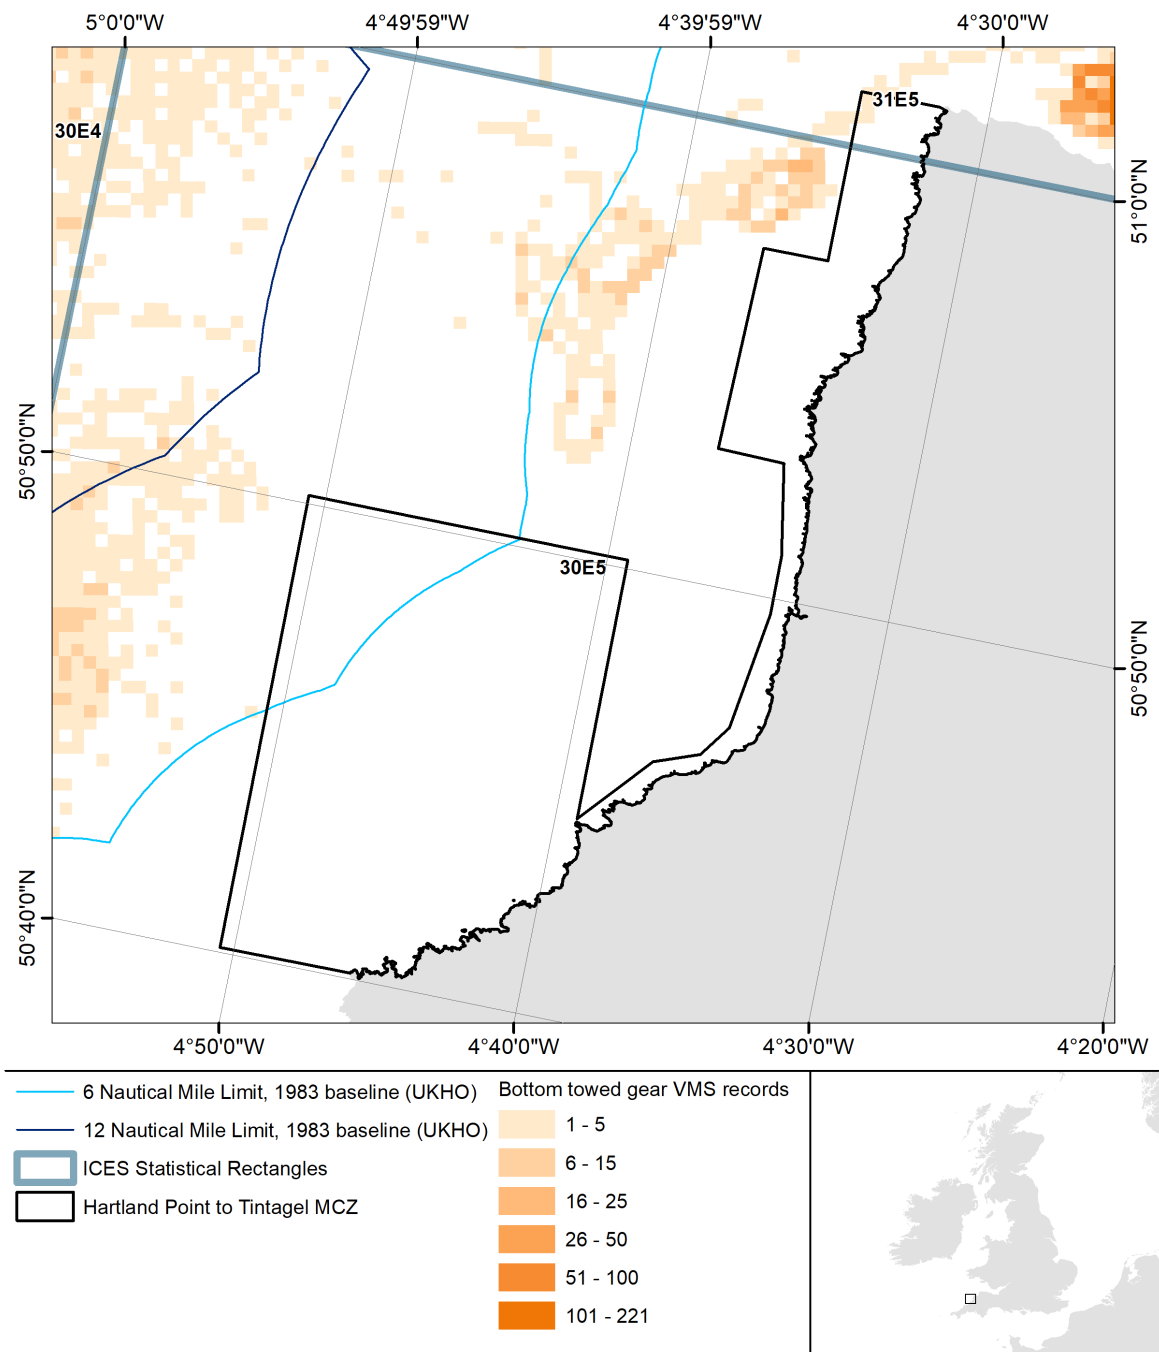 5°0'0"W
4°49'59"W
4°39'59"W
4°30'0"W
31E5
30E4
51°0'0"N
50°50'0"N
30E5
50°50'0"N
50°40'0"N
4°50'0"W
4°40'0"W
4°30'0"W
4°20'0"W
6 Nautical Mile Limit, 1983 baseline (UKHO)
12 Nautical Mile Limit, 1983 baseline (UKHO)
ICES Statistical Rectangles
Hartland Point to Tintagel MCZ
Bottom towed gear VMS records
1 - 5
6 - 15
16 - 25
26 - 50
51 - 100
101 - 221